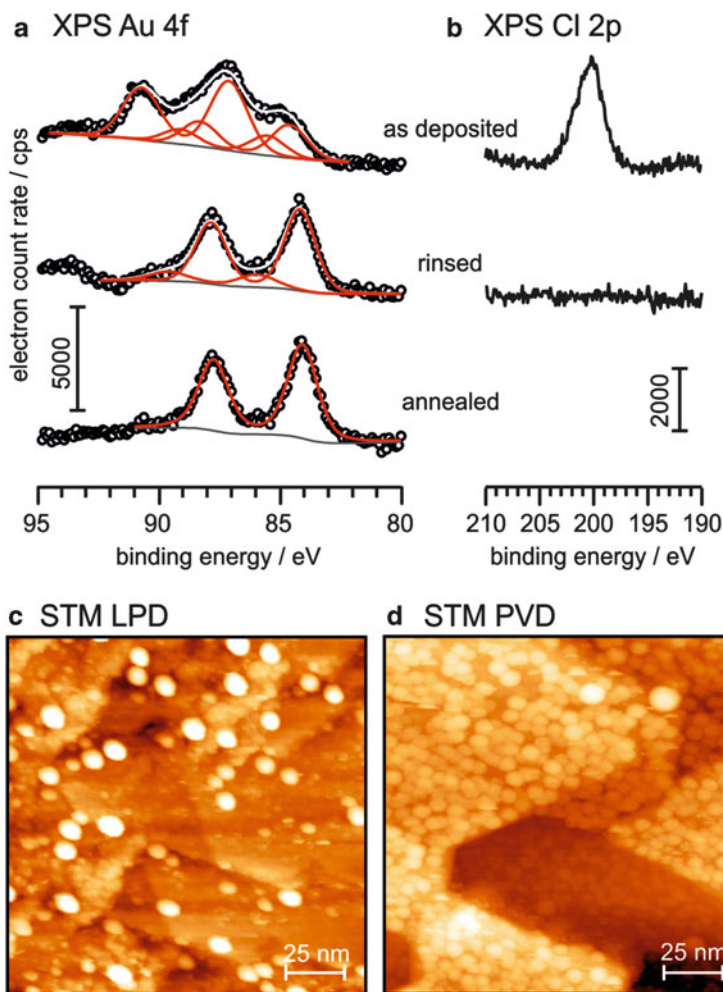 a XPS Au 4f
b XPS Cl 2p
electron count rate / cps
as deposited
rinsed
5000
annealed
2000
95 90 85 80
binding energy / eV
210 205 200 195 190
binding energy / eV
c STM LPD
d STM PVD
25 nm
25 nm